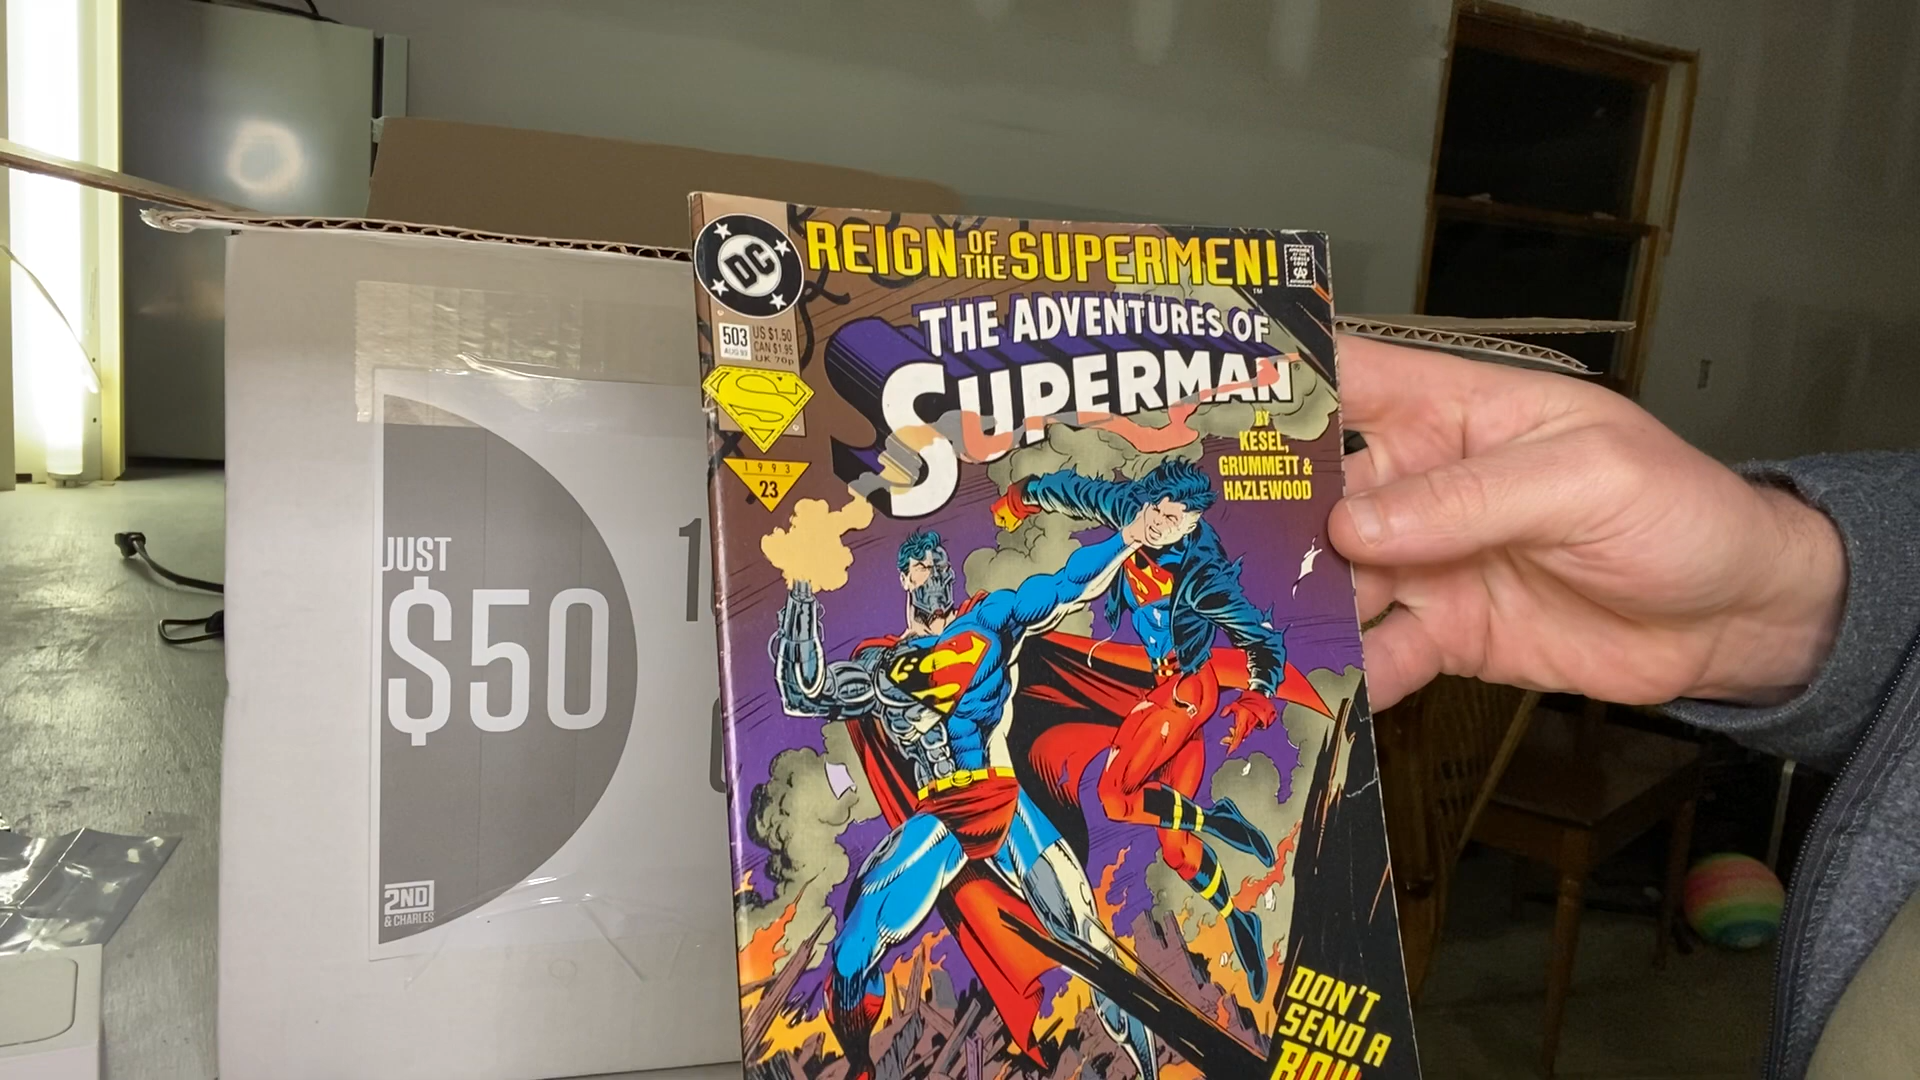 DC
REIGN OF THE SUPERMEN!
503
AUG 93
US $1.50
CAN $1.95
UK 70p
THE ADVENTURES OF
SUPERMAN
BY
KESEL,
GRUMMETT &
HAZLEWOOD
1993
23
DON'T
SEND A
JUST
$50
2ND
& CHARLES